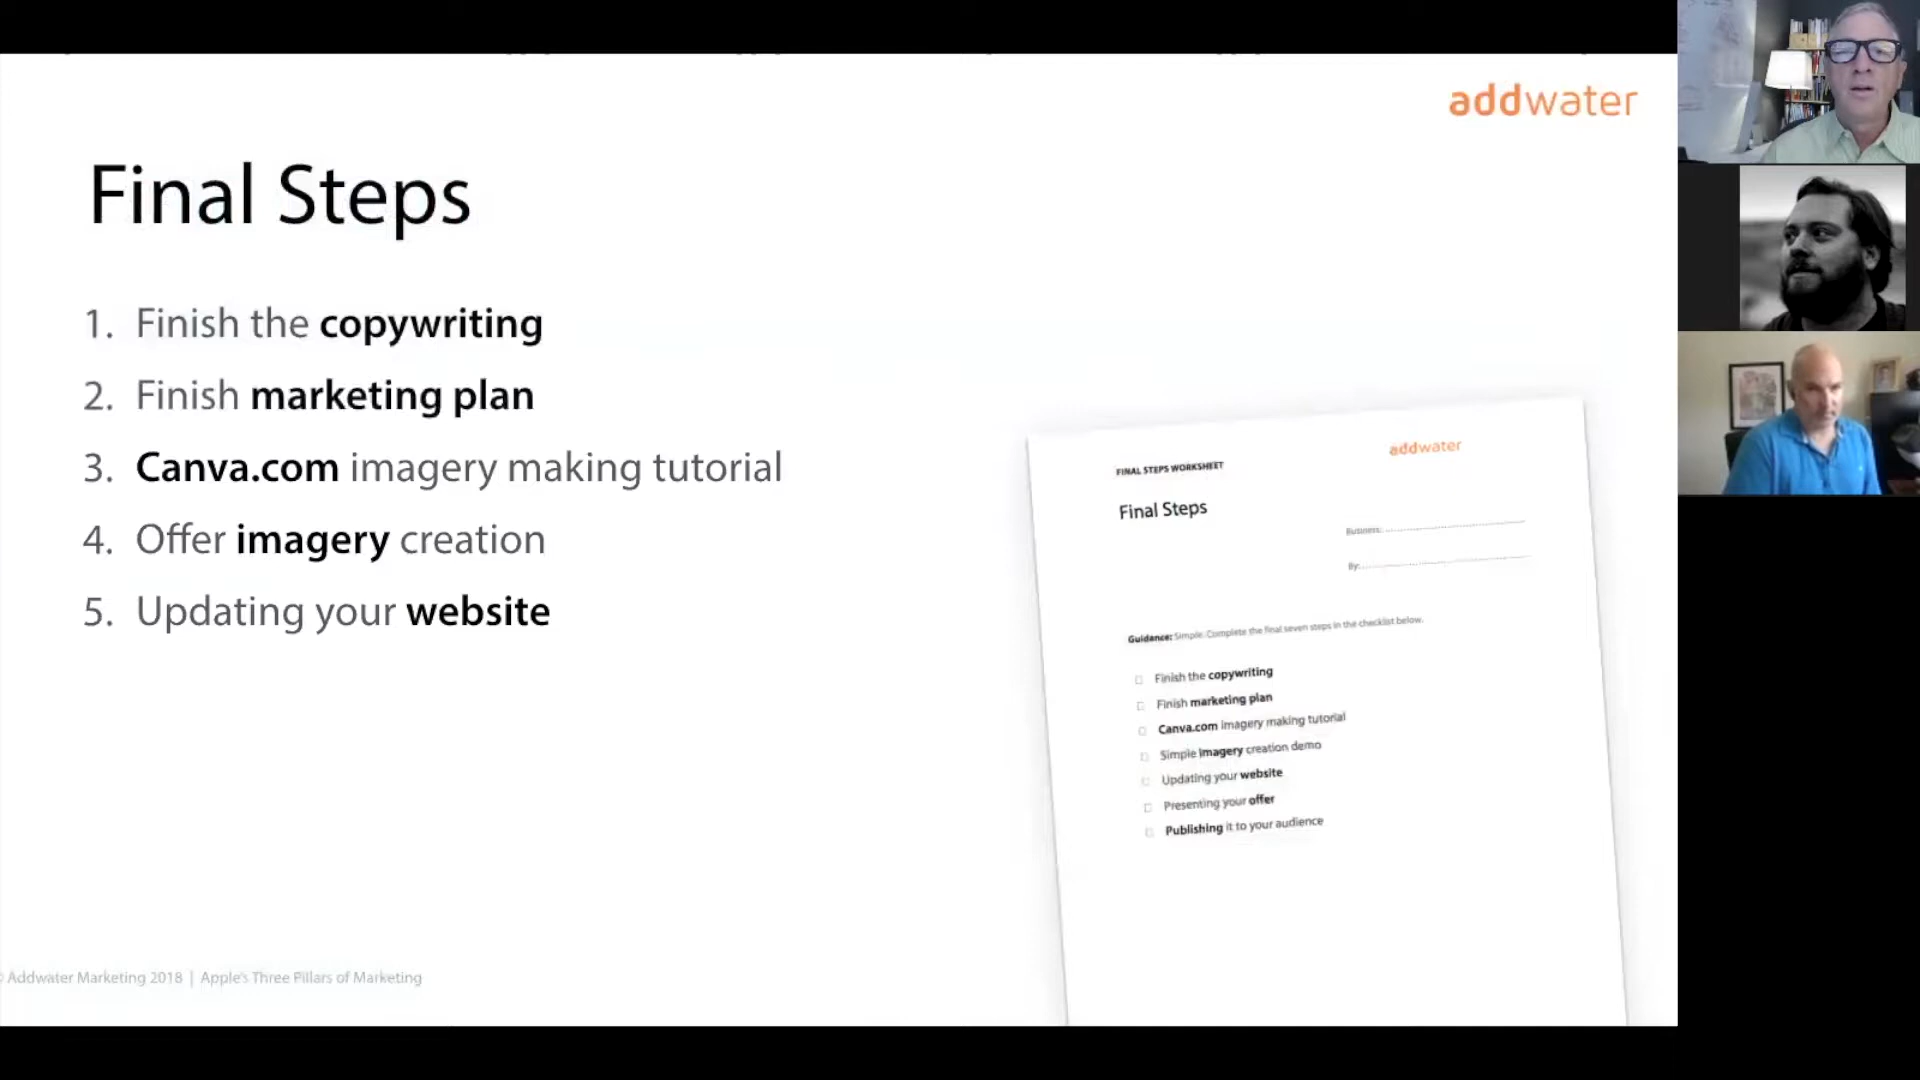 addwater
Final Steps
1. Finish the copywriting
2. Finish marketing plan
3. Canva.com imagery making tutorial
4. Offer imagery creation
5. Updating your website
FINAL STEPS WORKSHEET
addwater
Final Steps
Business:
By:
Guidance: Simple. Complete the final seven steps in the checklist below.
Finish the copywriting
Finish marketing plan
Canva.com imagery making tutorial
Simple imagery creation demo
Updating your website
Presenting your offer
Publishing it to your audience
Addwater Marketing 2018 | Apple's Three Pillars of Marketing